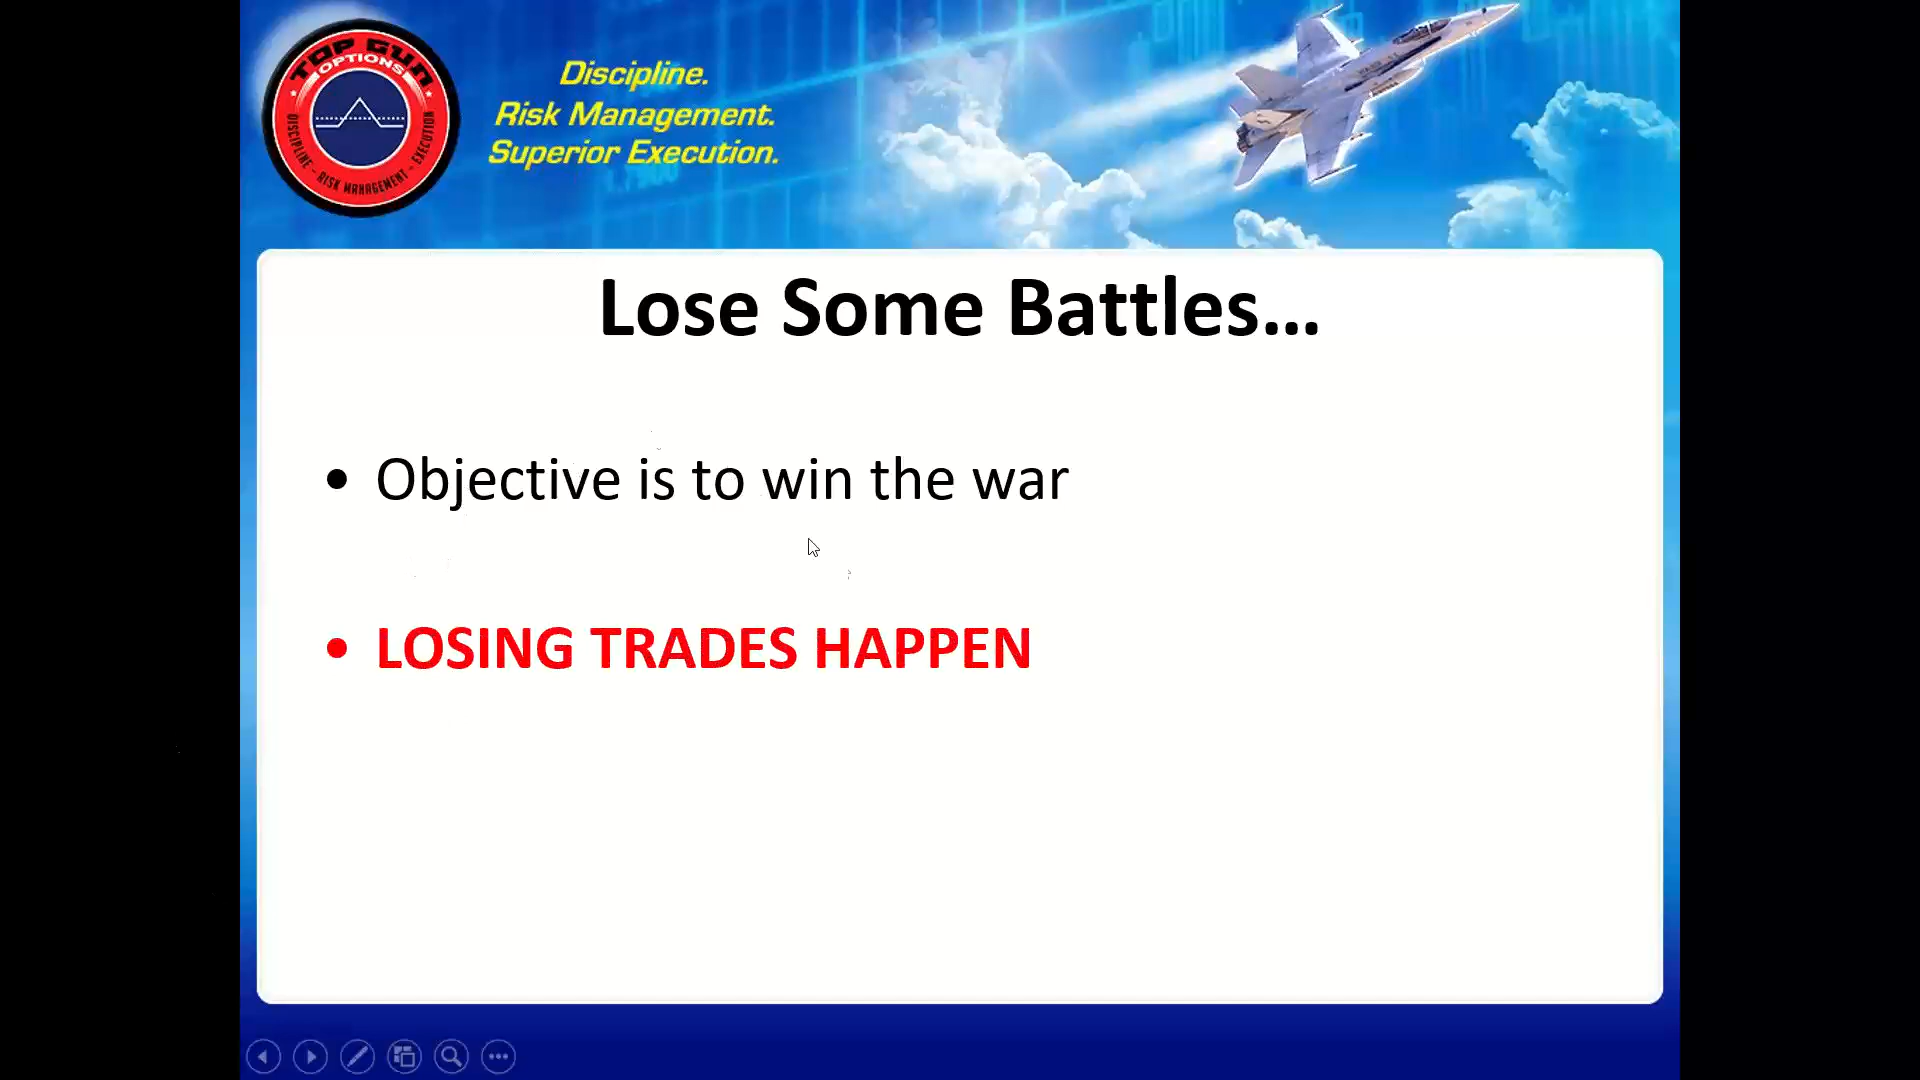 TOP GUN
OPTIONS
DISCIPLINE - RISK MANAGEMENT - EXECUTION
Discipline.
Risk Management.
Superior Execution.
Lose Some Battles...
• Objective is to win the war
• LOSING TRADES HAPPEN